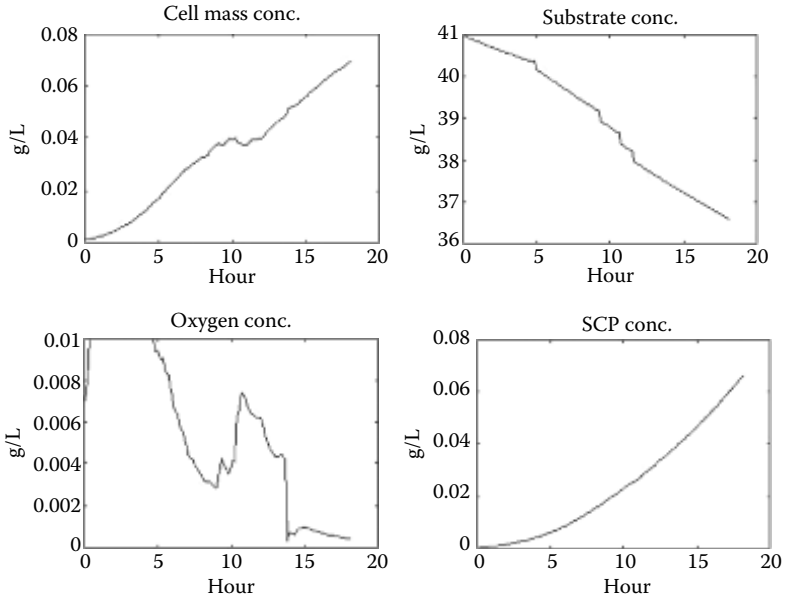 Cell mass conc.
0.08
0.06
0.04
0.02
0
g/L
0 5 10 15 20
Hour
Substrate conc.
41
40
39
38
37
36
g/L
0 5 10 15 20
Hour
Oxygen conc.
0.01
0.008
0.006
0.004
0.002
0
g/L
0 5 10 15 20
Hour
SCP conc.
0.08
0.06
0.04
0.02
0
g/L
0 5 10 15 20
Hour